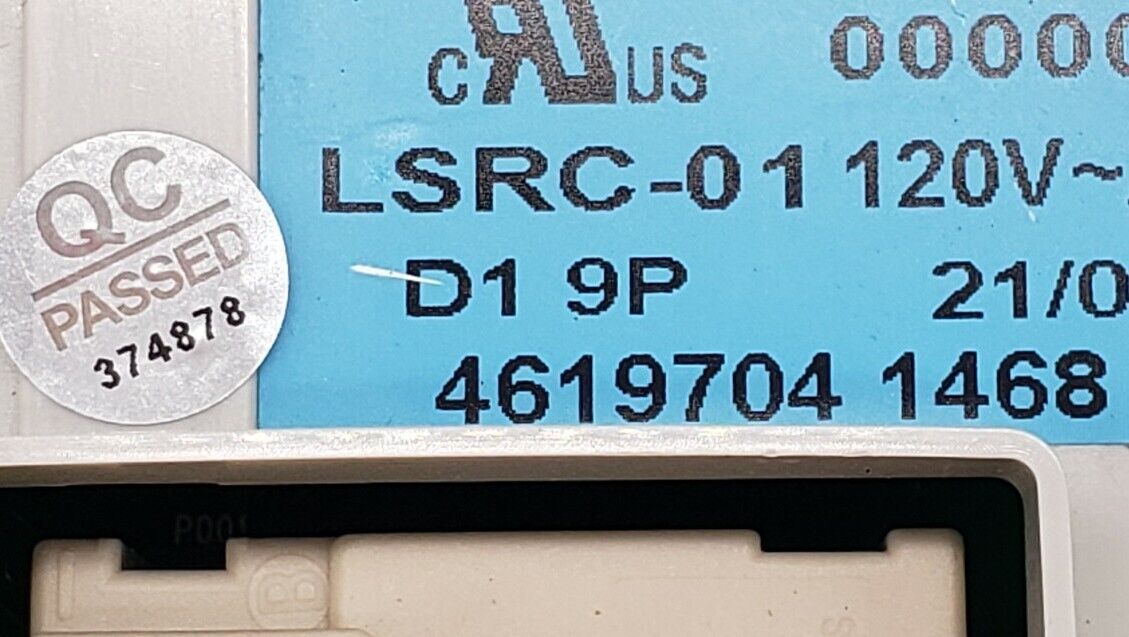 c US
0000
LSRC-01 120V~
D1 9P 21/0
4619704 1468
QC
PASSED
374878
P001
B